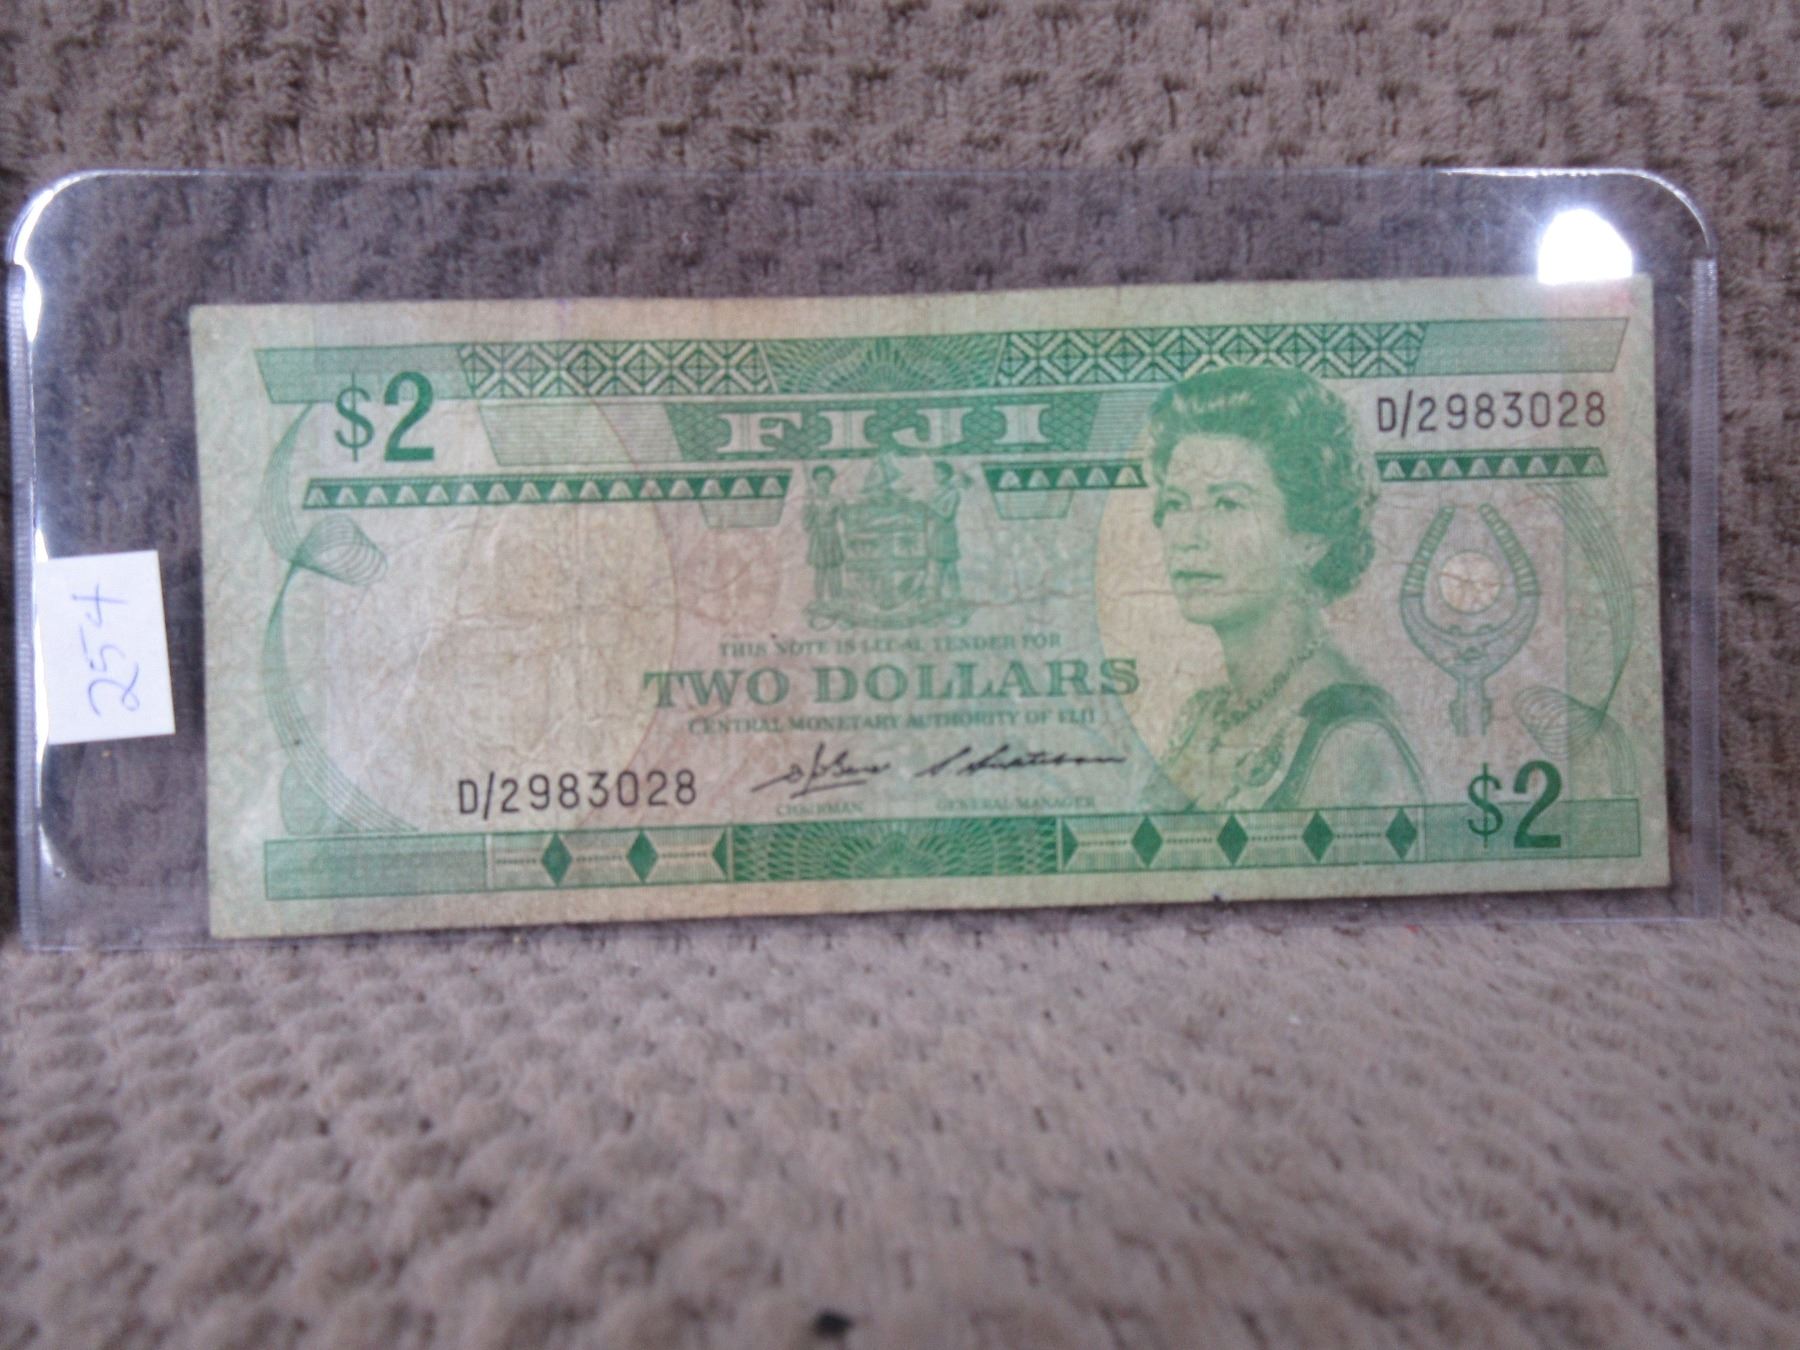 $2
FIJI
D/2983028
THIS NOTE IS LEGAL TENDER FOR
TWO DOLLARS
CENTRAL MONETARY AUTHORITY OF FIJI
D/2983028
CHAIRMAN
GENERAL MANAGER
$2
254